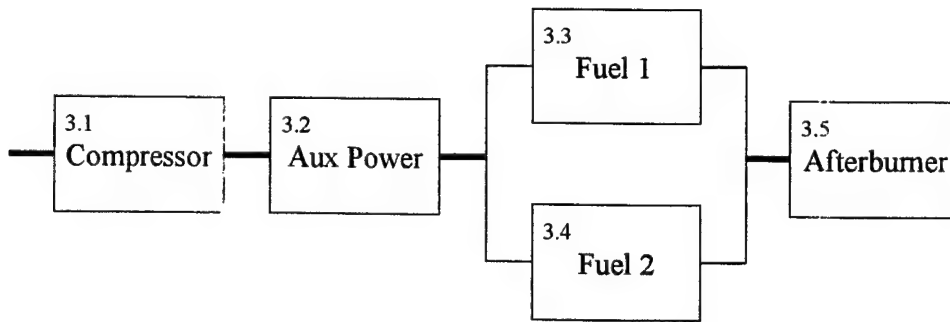 3.1
Compressor
3.2
Aux Power
3.3
Fuel 1
3.4
Fuel 2
3.5
Afterburner